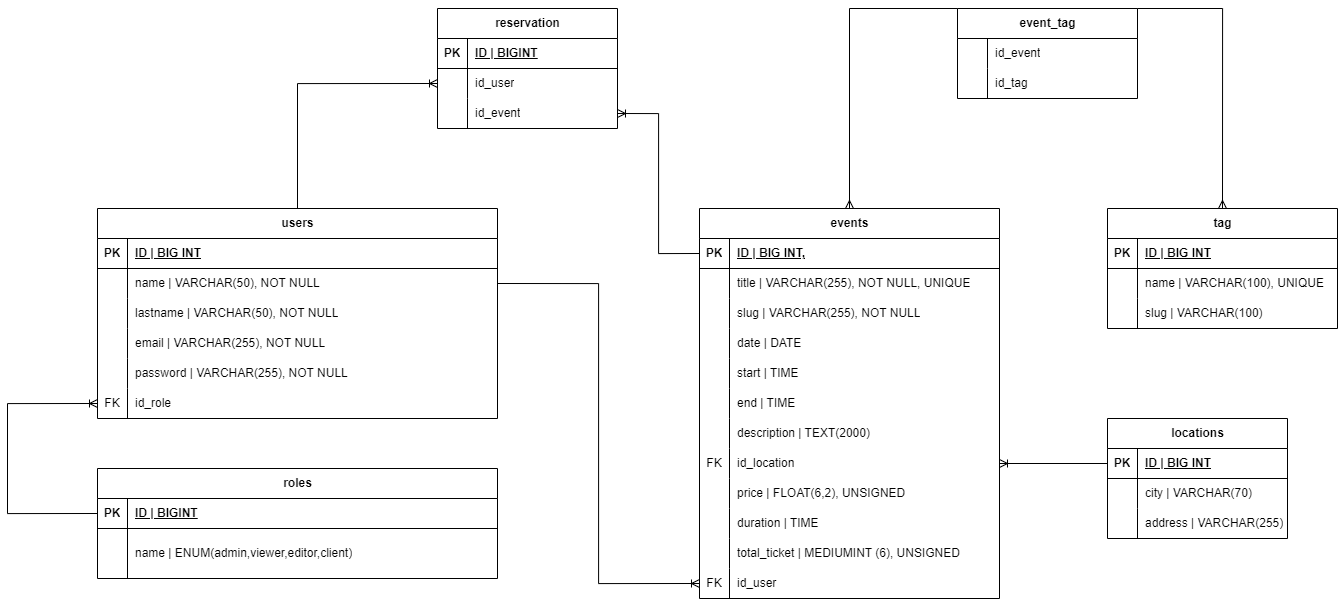 reservation
PK ID | BIGINT
id_user
id_event
event_tag
id_event
id_tag
users
PK ID | BIG INT
name | VARCHAR(50), NOT NULL
lastname | VARCHAR(50), NOT NULL
email | VARCHAR(255), NOT NULL
password | VARCHAR(255), NOT NULL
FK id_role
events
PK ID | BIG INT,
title | VARCHAR(255), NOT NULL, UNIQUE
slug | VARCHAR(255), NOT NULL
date | DATE
start | TIME
end | TIME
description | TEXT(2000)
FK id_location
price | FLOAT(6,2), UNSIGNED
duration | TIME
total_ticket | MEDIUMINT (6), UNSIGNED
FK id_user
tag
PK ID | BIG INT
name | VARCHAR(100), UNIQUE
slug | VARCHAR(100)
locations
PK ID | BIG INT
city | VARCHAR(70)
address | VARCHAR(255)
roles
PK ID | BIGINT
name | ENUM(admin,viewer,editor,client)